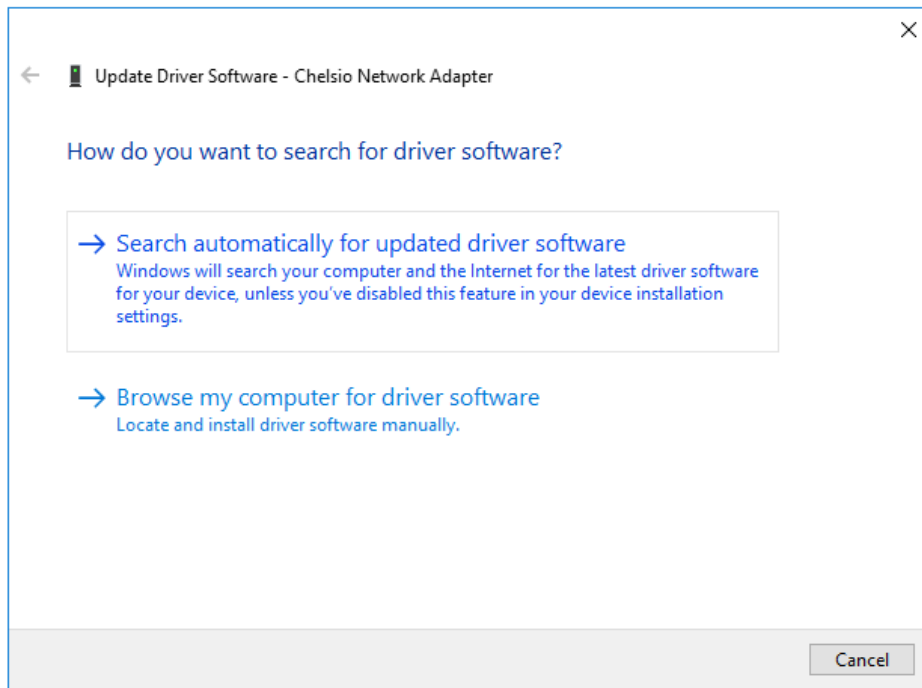 Update Driver Software - Chelsio Network Adapter
How do you want to search for driver software?
Search automatically for updated driver software
Windows will search your computer and the Internet for the latest driver software
for your device, unless you've disabled this feature in your device installation
settings.
Browse my computer for driver software
Locate and install driver software manually.
Cancel